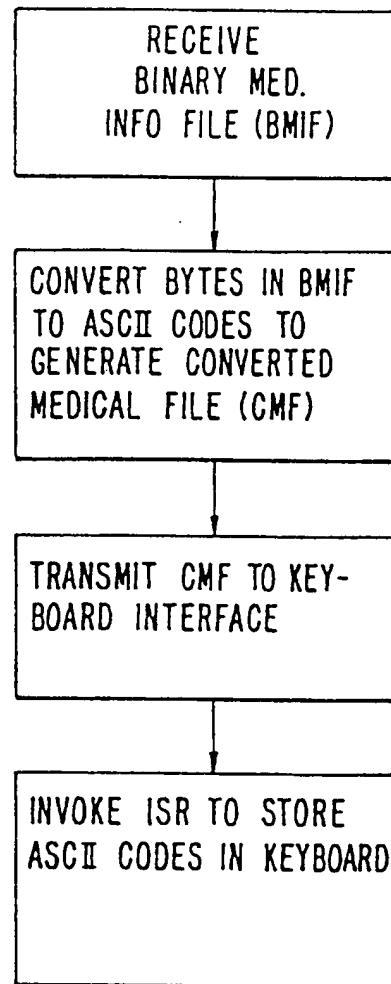 RECEIVE
BINARY MED.
INFO FILE (BMIF)
CONVERT BYTES IN BMIF
TO ASCII CODES TO
GENERATE CONVERTED
MEDICAL FILE (CMF)
TRANSMIT CMF TO KEY-
BOARD INTERFACE
INVOKE ISR TO STORE
ASCII CODES IN KEYBOARD